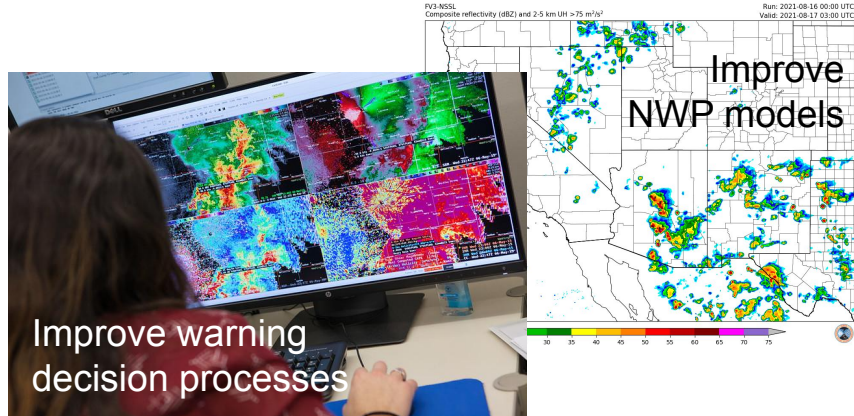 FV3-NSSL
Composite reflectivity (dBZ) and 2-5 km UH >75 m²/s²
Run: 2021-08-16 00:00 UTC
Valid: 2021-08-17 03:00 UTC
Improve
NWP models
DELL
Improve warning
decision processes
30 35 40 45 50 55 60 65 70 75